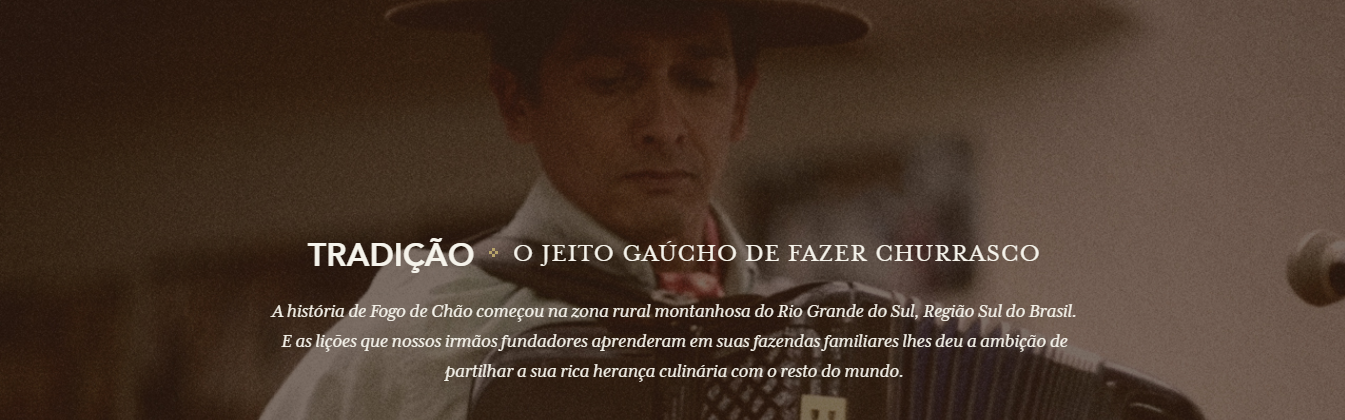 TRADIÇÃO O JEITO GAÚCHO DE FAZER CHURRASCO
A história de Fogo de Chão começou na zona rural montanhosa do Rio Grande do Sul, Região Sul do Brasil.
E as lições que nossos irmãos fundadores aprenderam em suas fazendas familiares lhes deu a ambição de
partilhar a sua rica herança culinária com o resto do mundo.